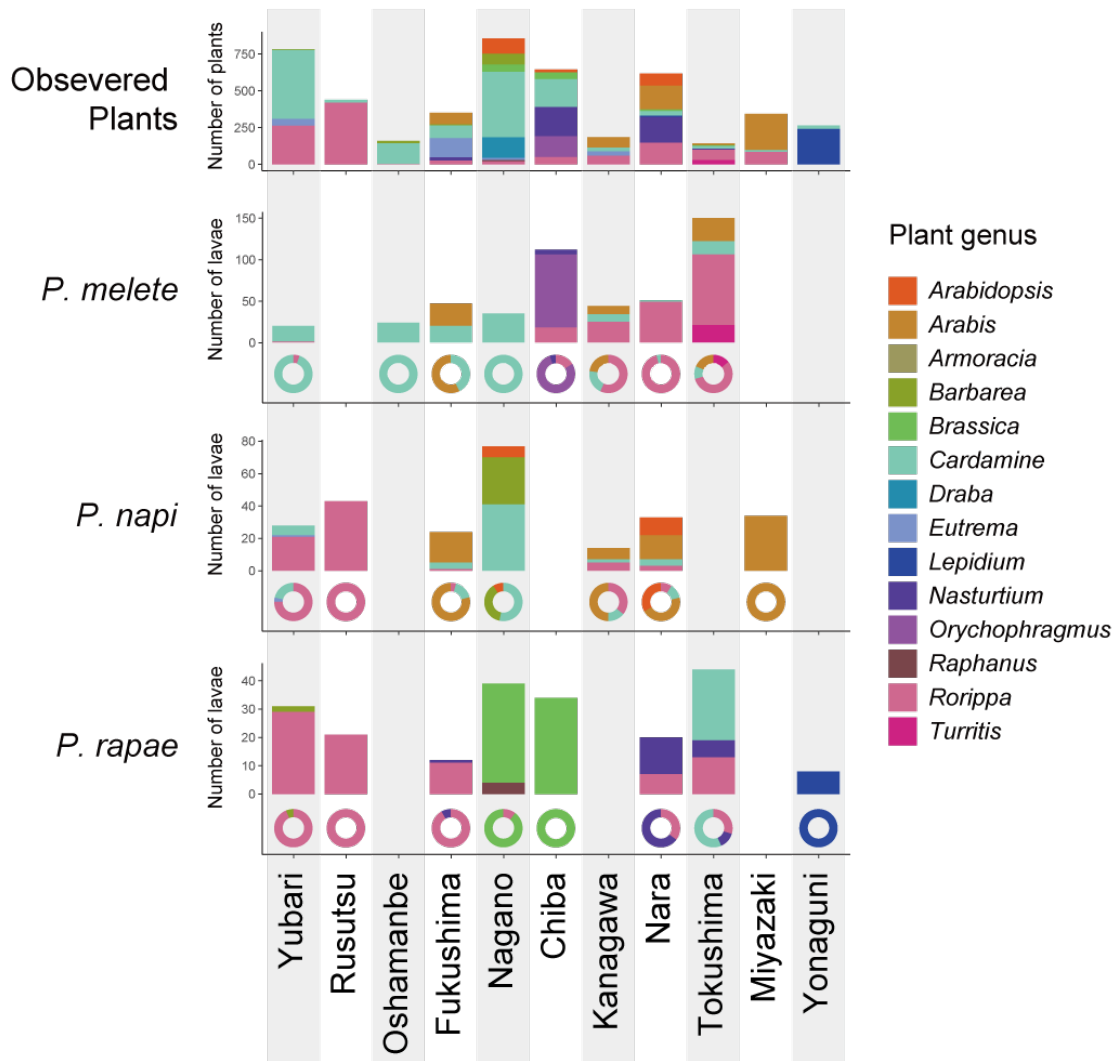 Obsevered
Plants
Number of plants
750
500
250
0
P. melete
Number of lavae
150
100
50
0
P. napi
Number of lavae
80
60
40
20
0
P. rapae
Number of lavae
40
30
20
10
0
Yubari
Rusutsu
Oshamanbe
Fukushima
Nagano
Chiba
Kanagawa
Nara
Tokushima
Miyazaki
Yonaguni
Plant genus
Arabidopsis
Arabis
Armoracia
Barbarea
Brassica
Cardamine
Draba
Eutrema
Lepidium
Nasturtium
Orychophragmus
Raphanus
Rorippa
Turritis